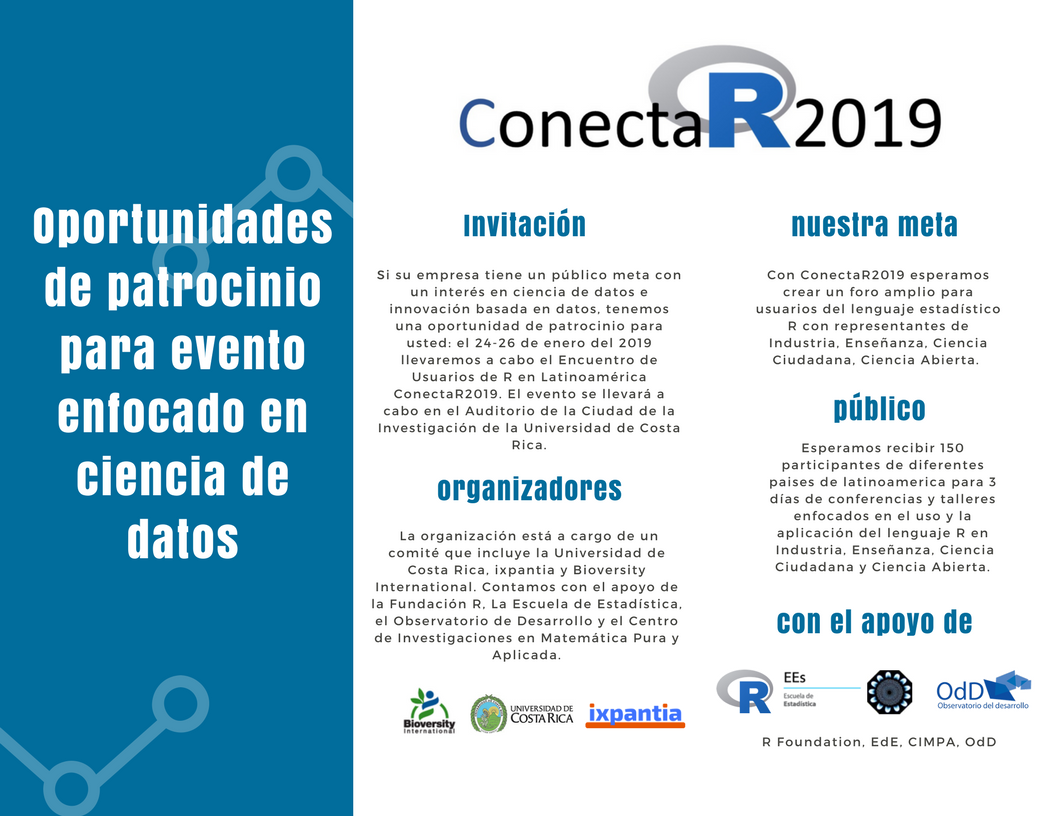 Oportunidades
de patrocinio
para evento
enfocado en
ciencia de
datos
ConectaR2019
Invitación
Si su empresa tiene un público meta con
un interés en ciencia de datos e
innovación basada en datos, tenemos
una oportunidad de patrocinio para
usted: el 24-26 de enero del 2019
llevaremos a cabo el Encuentro de
Usuarios de R en Latinoamérica
ConectaR2019. El evento se llevará a
cabo en el Auditorio de la Ciudad de la
Investigación de la Universidad de Costa
Rica.
organizadores
La organización está a cargo de un
comité que incluye la Universidad de
Costa Rica, ixpantia y Bioversity
International. Contamos con el apoyo de
la Fundación R, La Escuela de Estadística,
el Observatorio de Desarrollo y el Centro
de Investigaciones en Matemática Pura y
Aplicada.
Bioversity
International
UNIVERSIDAD DE
COSTA RICA
ixpantia
nuestra meta
Con ConectaR2019 esperamos
crear un foro amplio para
usuarios del lenguaje estadístico
R con representantes de
Industria, Enseñanza, Ciencia
Ciudadana, Ciencia Abierta.
público
Esperamos recibir 150
participantes de diferentes
paises de latinoamerica para 3
días de conferencias y talleres
enfocados en el uso y la
aplicación del lenguaje R en
Industria, Enseñanza, Ciencia
Ciudadana y Ciencia Abierta.
con el apoyo de
R
EEs
Escuela de
Estadística
OdD
Observatorio del desarrollo
R Foundation, EdE, CIMPA, OdD